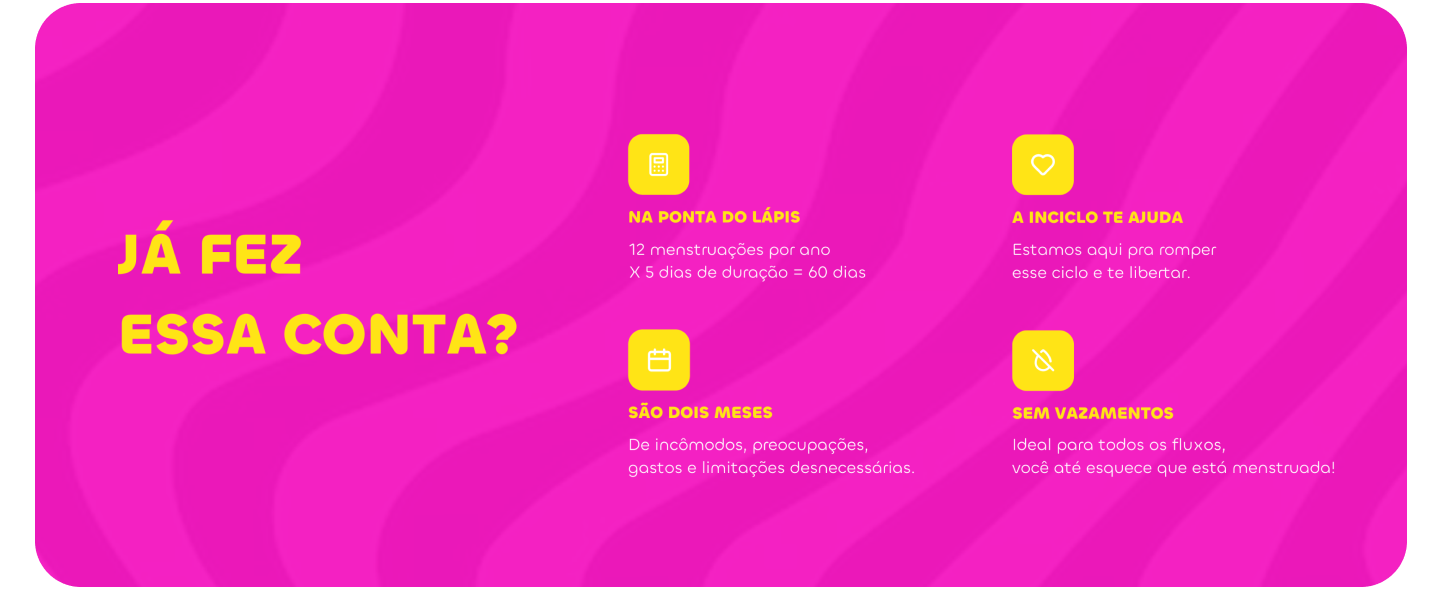 JÁ FEZ
ESSA CONTA?
NA PONTA DO LÁPIS
12 menstruações por ano
X 5 dias de duração = 60 dias
A INCICLO TE AJUDA
Estamos aqui pra romper
esse ciclo e te libertar.
SÃO DOIS MESES
De incômodos, preocupações,
gastos e limitações desnecessárias.
SEM VAZAMENTOS
Ideal para todos os fluxos,
você até esquece que está menstruada!